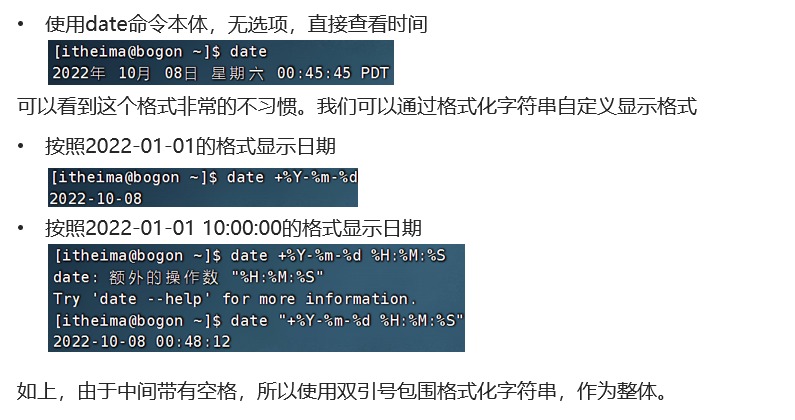 • 使用date命令本体，无选项，直接查看时间
[itheima@bogon ~]$ date
2022年 10月 08日 星期六 00:45:45 PDT
可以看到这个格式非常的不习惯。我们可以通过格式化字符串自定义显示格式
• 按照2022-01-01的格式显示日期
[itheima@bogon ~]$ date +%Y-%m-%d
2022-10-08
• 按照2022-01-01 10:00:00的格式显示日期
[itheima@bogon ~]$ date +%Y-%m-%d %H:%M:%S
date: 额外的操作数 "%H:%M:%S"
Try 'date --help' for more information.
[itheima@bogon ~]$ date "+%Y-%m-%d %H:%M:%S"
2022-10-08 00:48:12
如上，由于中间带有空格，所以使用双引号包围格式化字符串，作为整体。